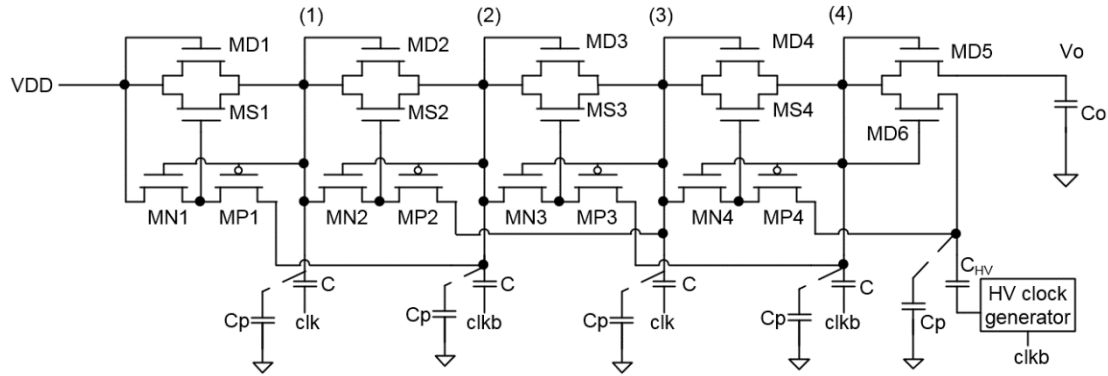 (1) (2) (3) (4)
MD1 MD2 MD3 MD4 MD5 Vo
VDD
MS1 MS2 MS3 MS4 MD6 Co
MN1 MP1 MN2 MP2 MN3 MP3 MN4 MP4
C C C C CHV
Cp Cp Cp Cp Cp HV clock
generator
clk clkb clk clkb clkb